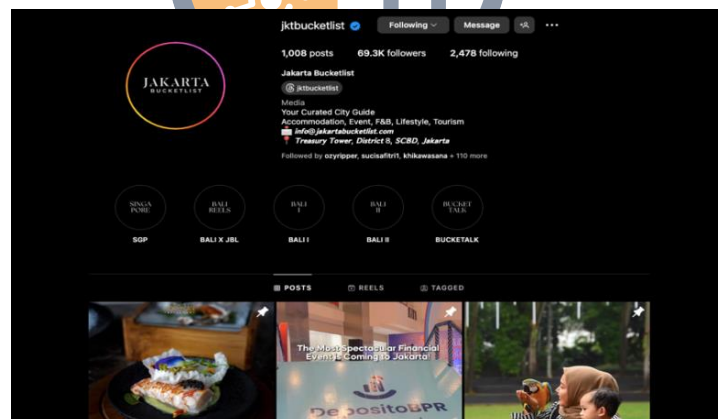 jktbucketlist
Following
Message
1,008 posts 69.3K followers 2,478 following
Jakarta Bucketlist
jktbucketlist
Media
Your Curated City Guide
Accommodation, Event, F&B, Lifestyle, Tourism
info@jakartabucketlist.com
Treasury Tower, District 8, SCBD, Jakarta
Followed by ozyripper, sucisafitri1, khikawasana + 110 more
JAKARTA
BUCKETLIST
SINGA
PORE
BALI
REELS
BALI
I
BALI
II
BUCKET
TALK
SGP
BALI X JBL
BALI I
BALI II
BUCKETALK
POSTS
REELS
TAGGED
The Most Spectacular Financial
Event is Coming to Jakarta!
DepositoBPR